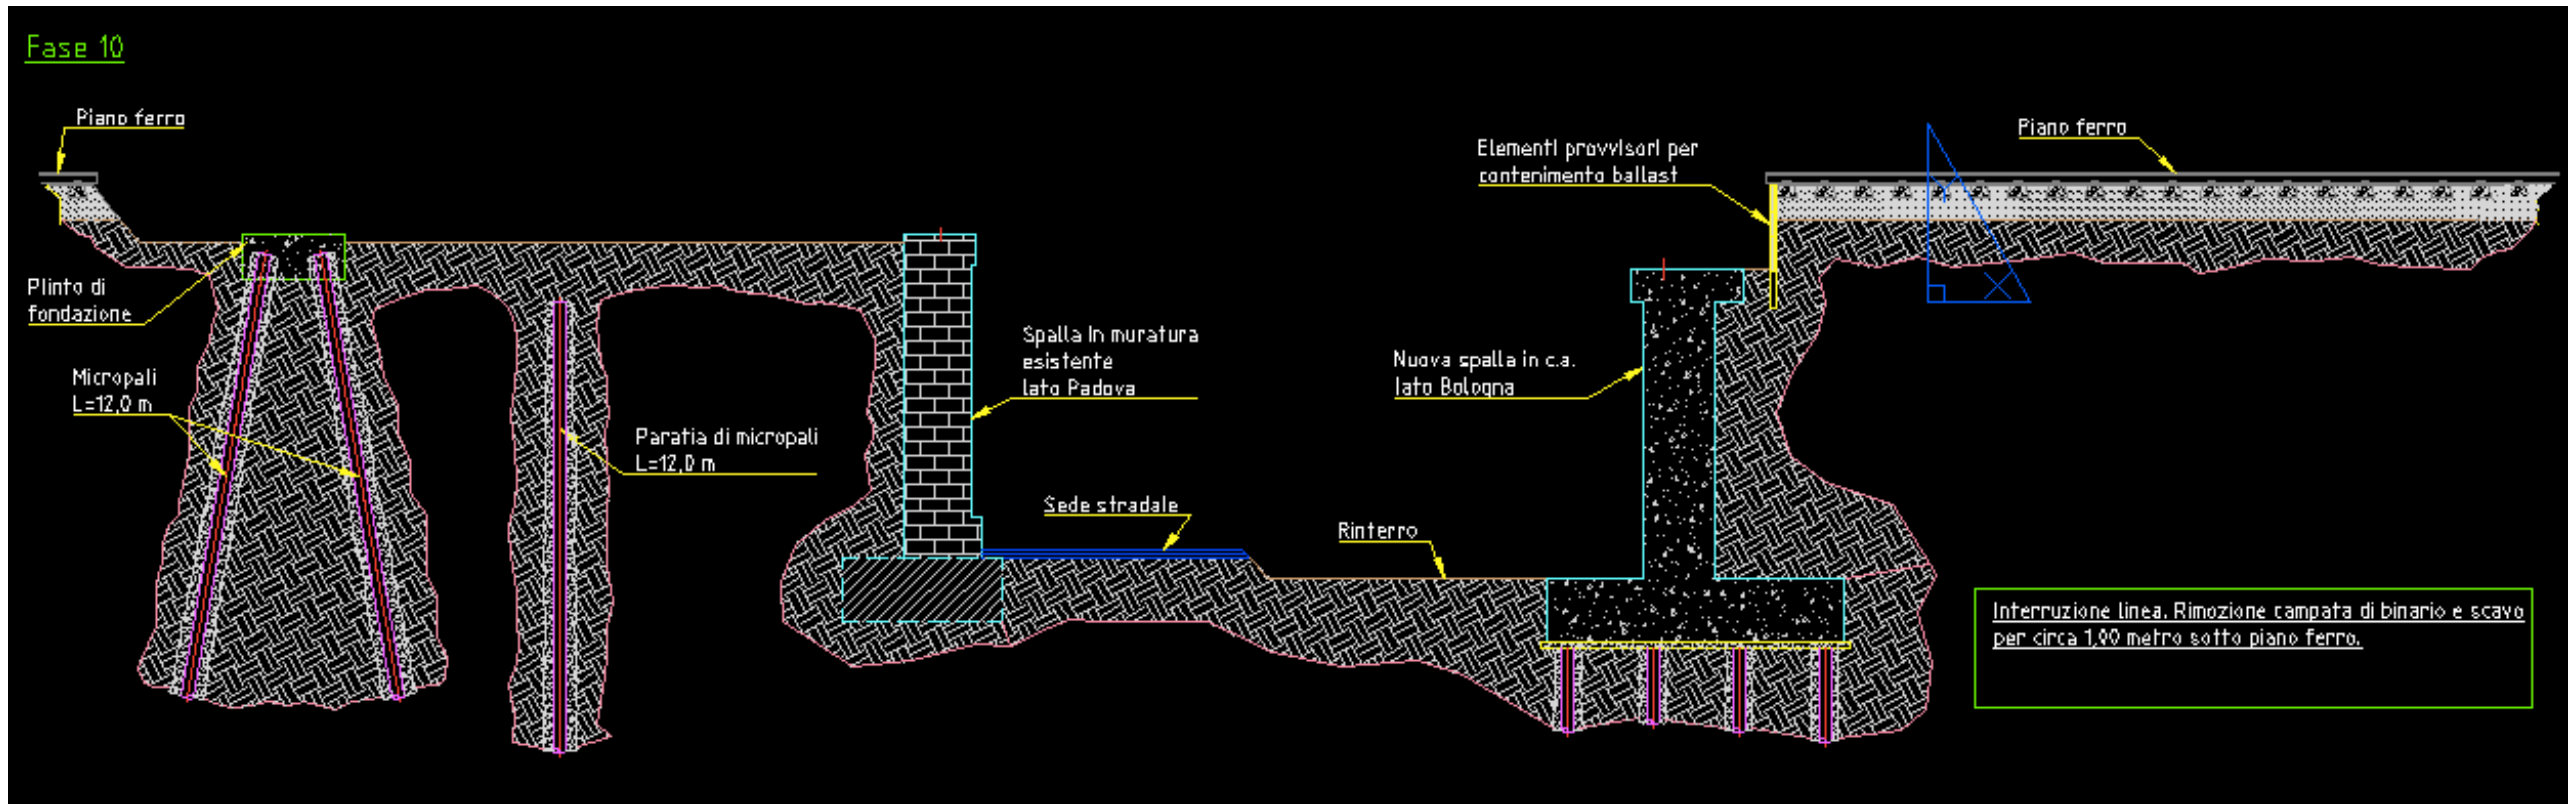 Fase 10
Piano ferro
Piano ferro
Elementi provvisori per
contenimento ballast
Plinto di
fondazione
Spalla in muratura
esistente
lato Padova
Nuova spalla in c.a.
lato Bologna
Micropali
L=12,0 m
Paratia di micropali
L=12,0 m
Sede stradale
Rinterro
Interruzione linea. Rimozione campata di binario e scavo
per circa 1,00 metro sotto piano ferro.